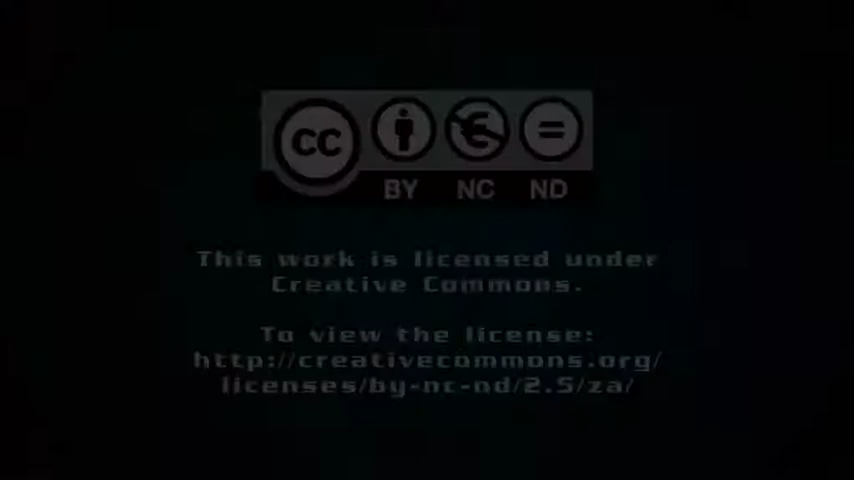 cc
BY NC ND
This work is licensed under
Creative Commons.
To view the license:
http://creativecommons.org/
licenses/by-nc-nd/2.5/za/